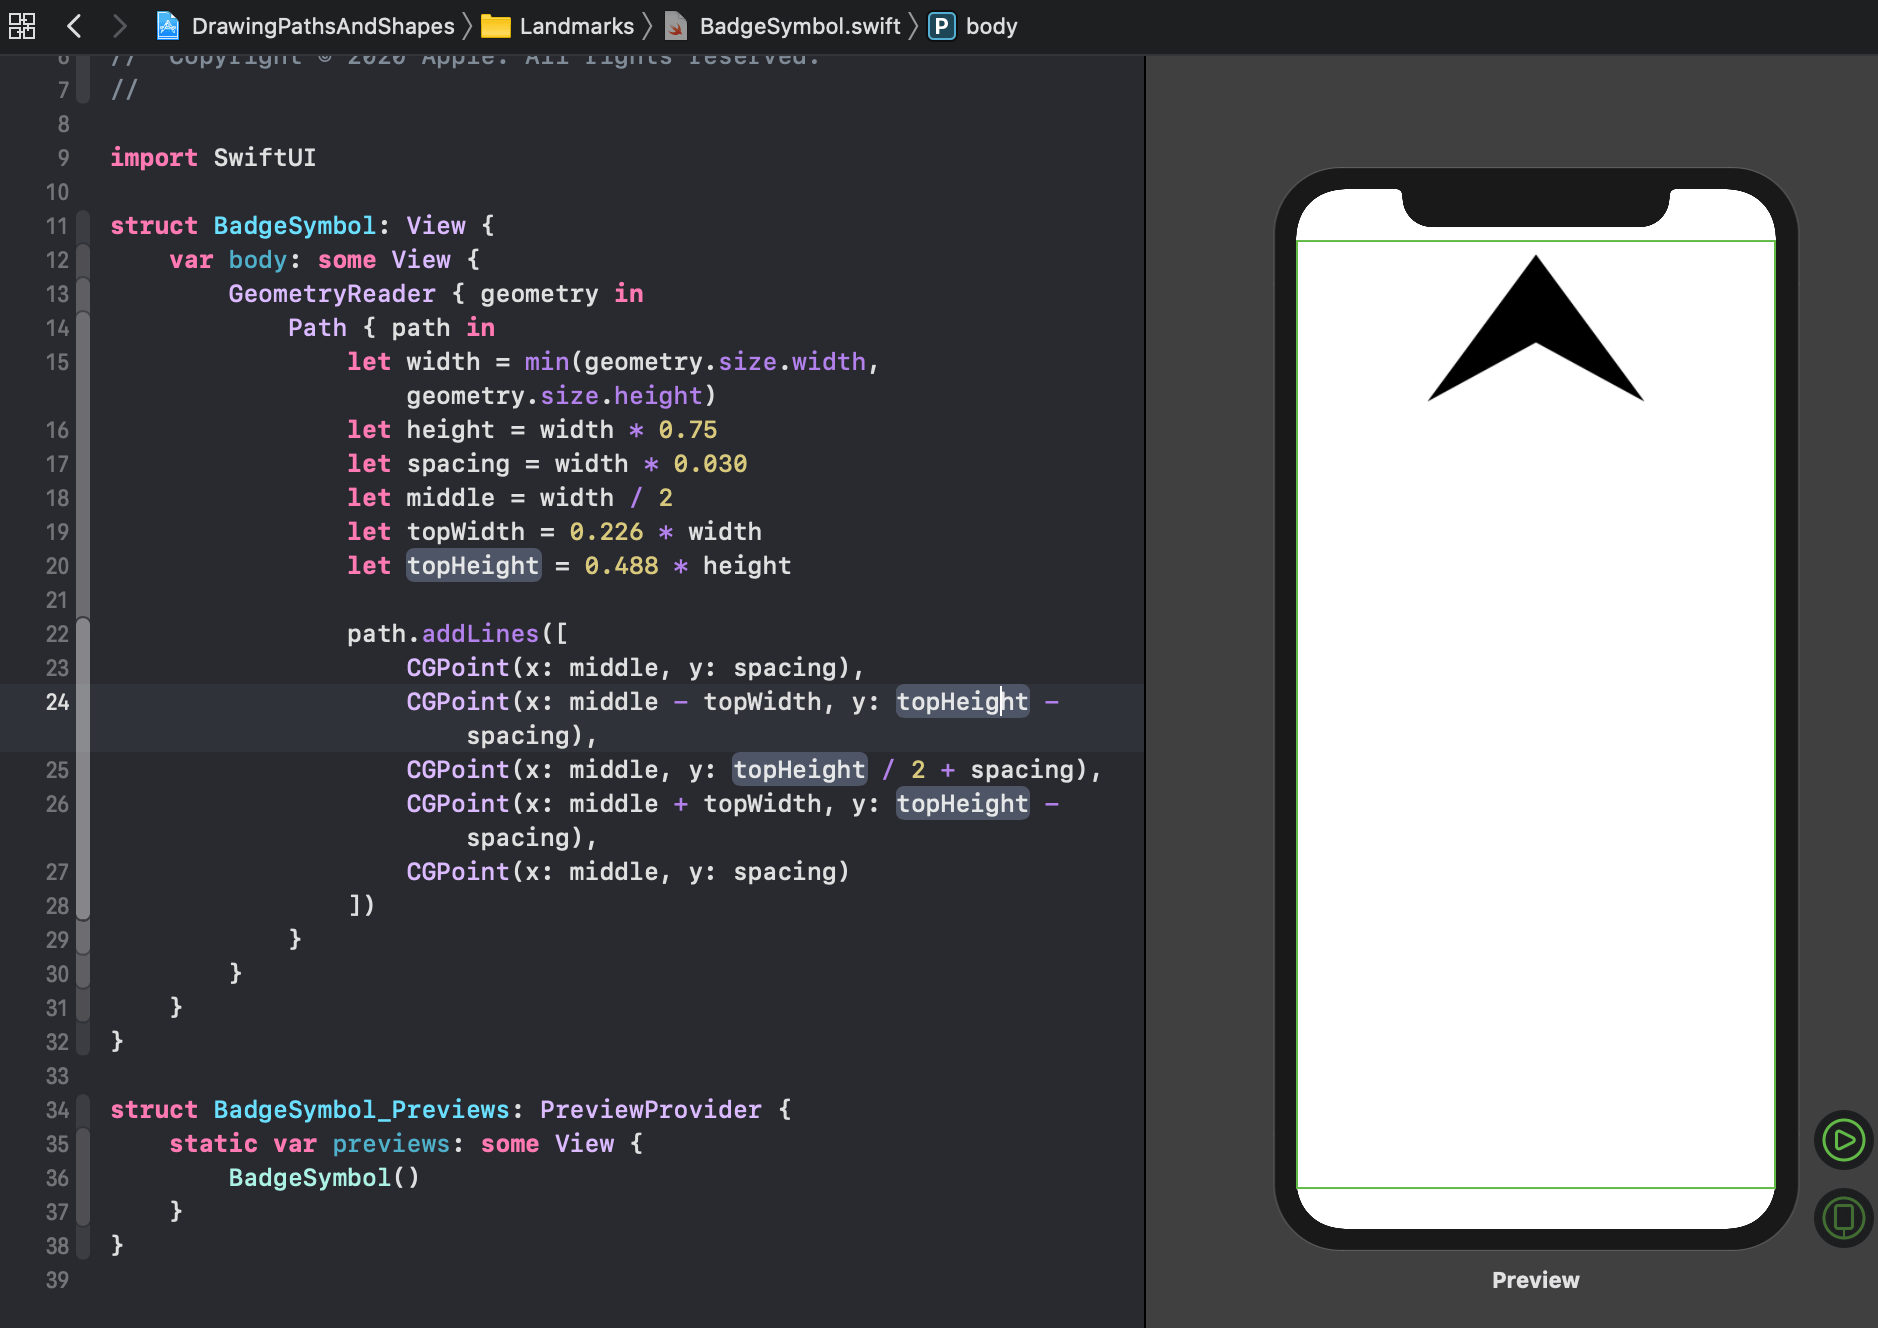 DrawingPathsAndShapes 〉 Landmarks 〉 BadgeSymbol.swift 〉 P body
6 // Copyright © 2020 Apple. All rights reserved.
7 //
8
9 import SwiftUI
10
11 struct BadgeSymbol: View {
12 var body: some View {
13 GeometryReader { geometry in
14 Path { path in
15 let width = min(geometry.size.width,
geometry.size.height)
16 let height = width * 0.75
17 let spacing = width * 0.030
18 let middle = width / 2
19 let topWidth = 0.226 * width
20 let topHeight = 0.488 * height
21
22 path.addLines([
23 CGPoint(x: middle, y: spacing),
24 CGPoint(x: middle - topWidth, y: topHeight -
spacing),
25 CGPoint(x: middle, y: topHeight / 2 + spacing),
26 CGPoint(x: middle + topWidth, y: topHeight -
spacing),
27 CGPoint(x: middle, y: spacing)
28 ])
29 }
30 }
31 }
32 }
33
34 struct BadgeSymbol_Previews: PreviewProvider {
35 static var previews: some View {
36 BadgeSymbol()
37 }
38 }
39
Preview